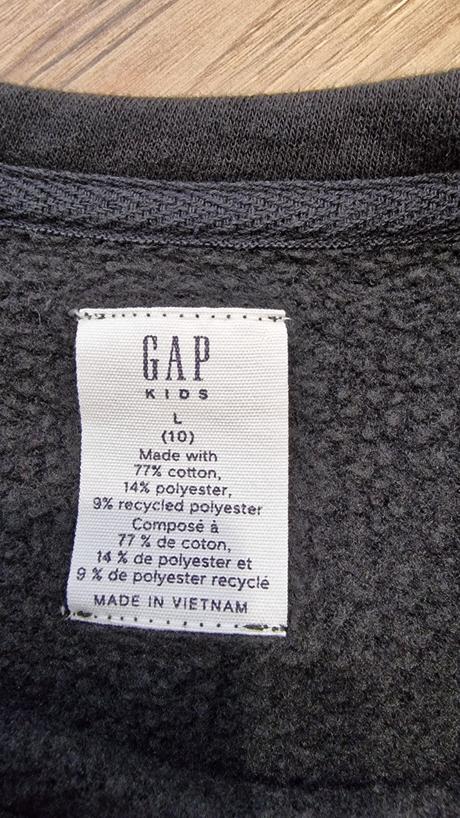 GAP
KIDS
L
(10)
Made with
77% cotton,
14% polyester,
9% recycled polyester
Composé à
77 % de coton,
14 % de polyester et
9 % de polyester recyclé
MADE IN VIETNAM